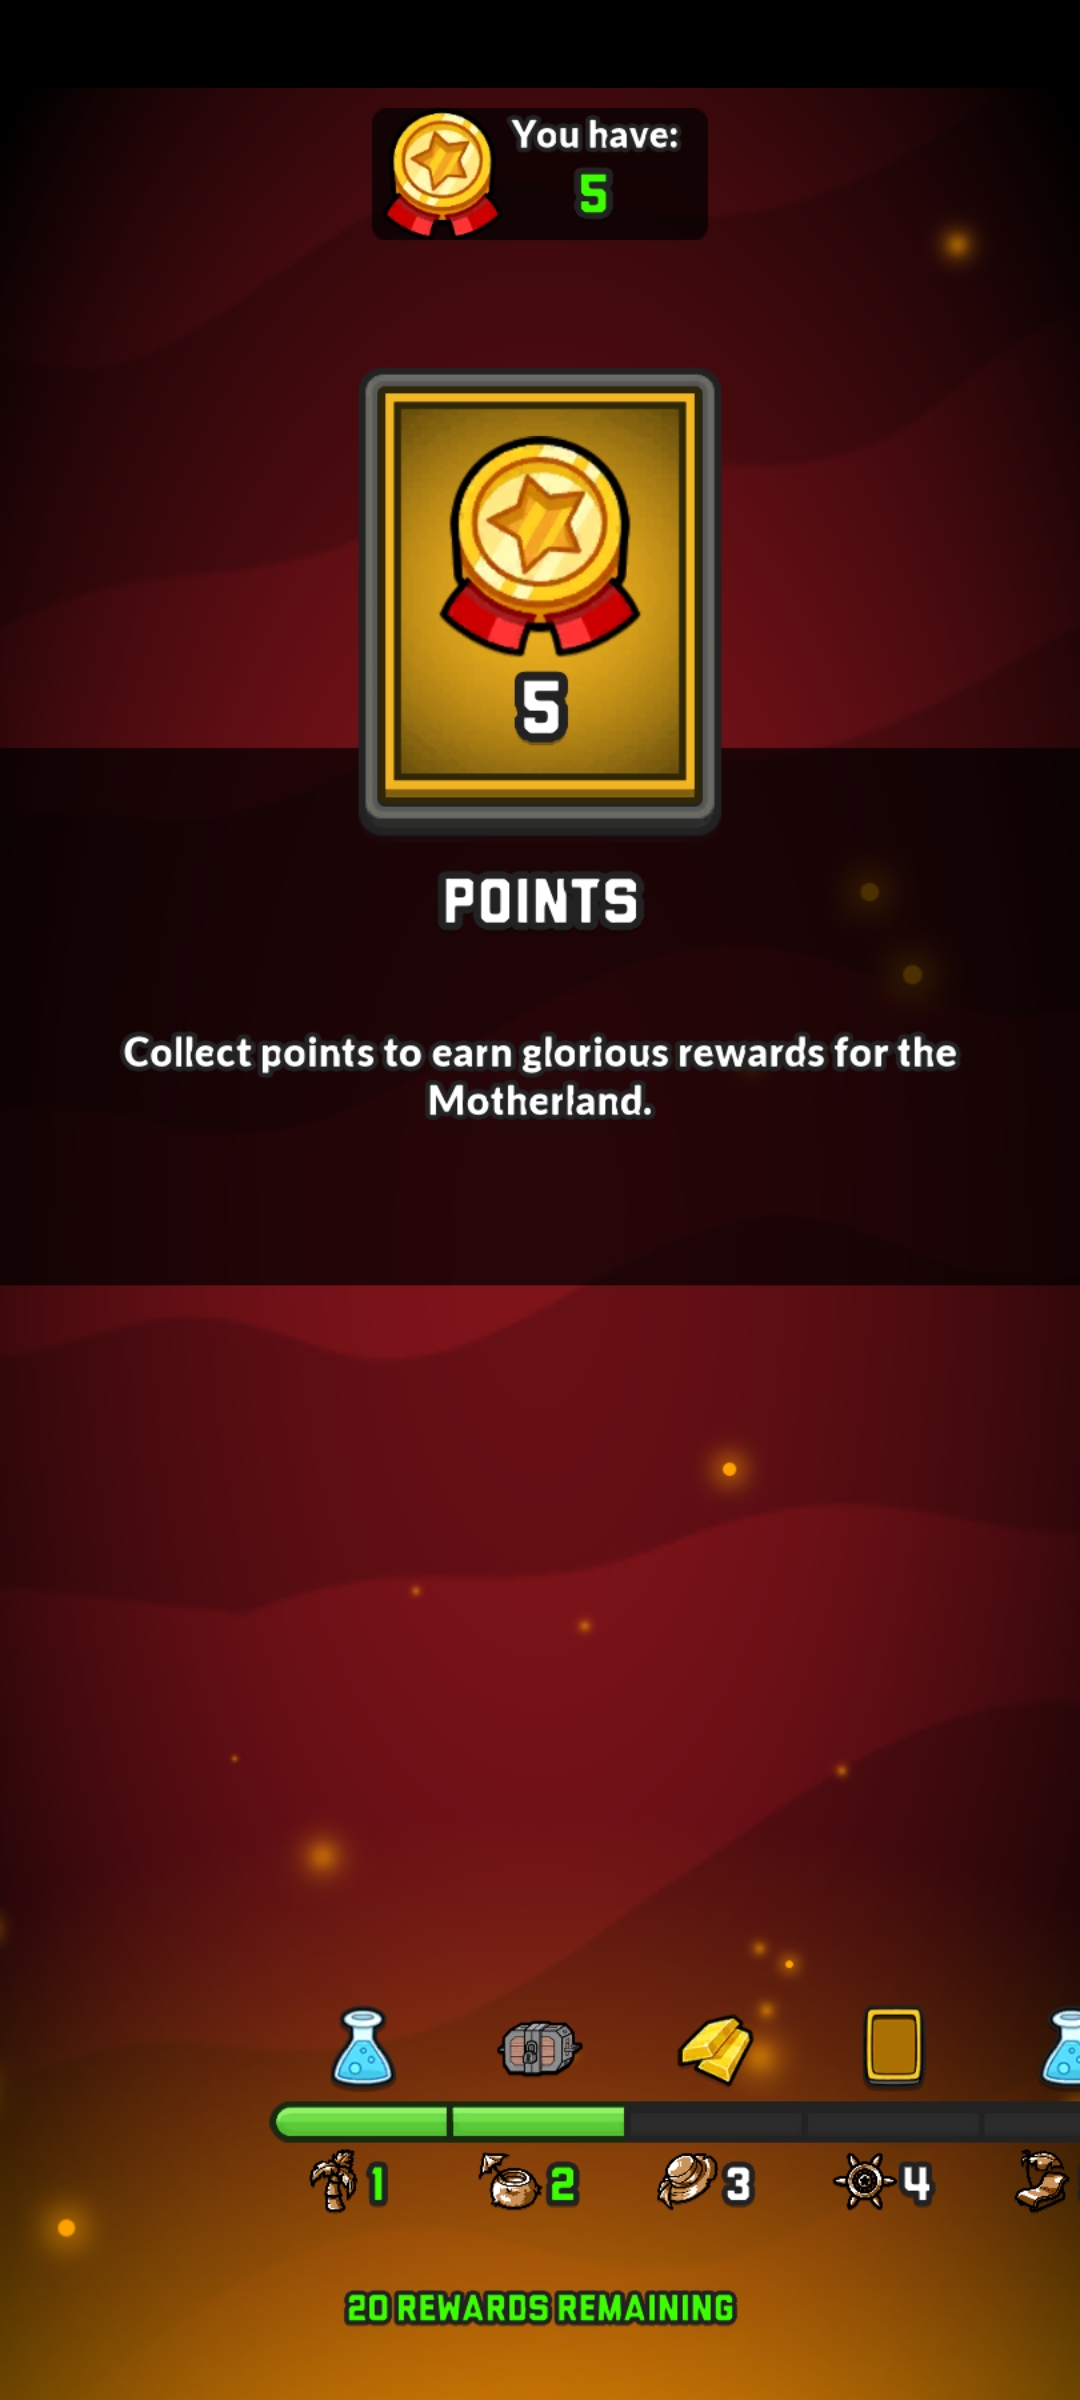 You have:
5
5
POINTS
Collect points to earn glorious rewards for the
Motherland.
1 2 3 4
20 REWARDS REMAINING